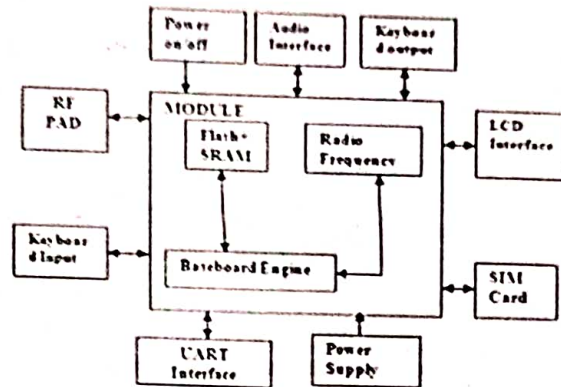 Power
on/off
Audio
Interface
Keyboar
d output
RF
PAD
MODULE
Flash+
SRAM
Radio
Frequency
LCD
Interface
Keyboar
d Input
Baseboard Engine
SIM
Card
UART
Interface
Power
Supply